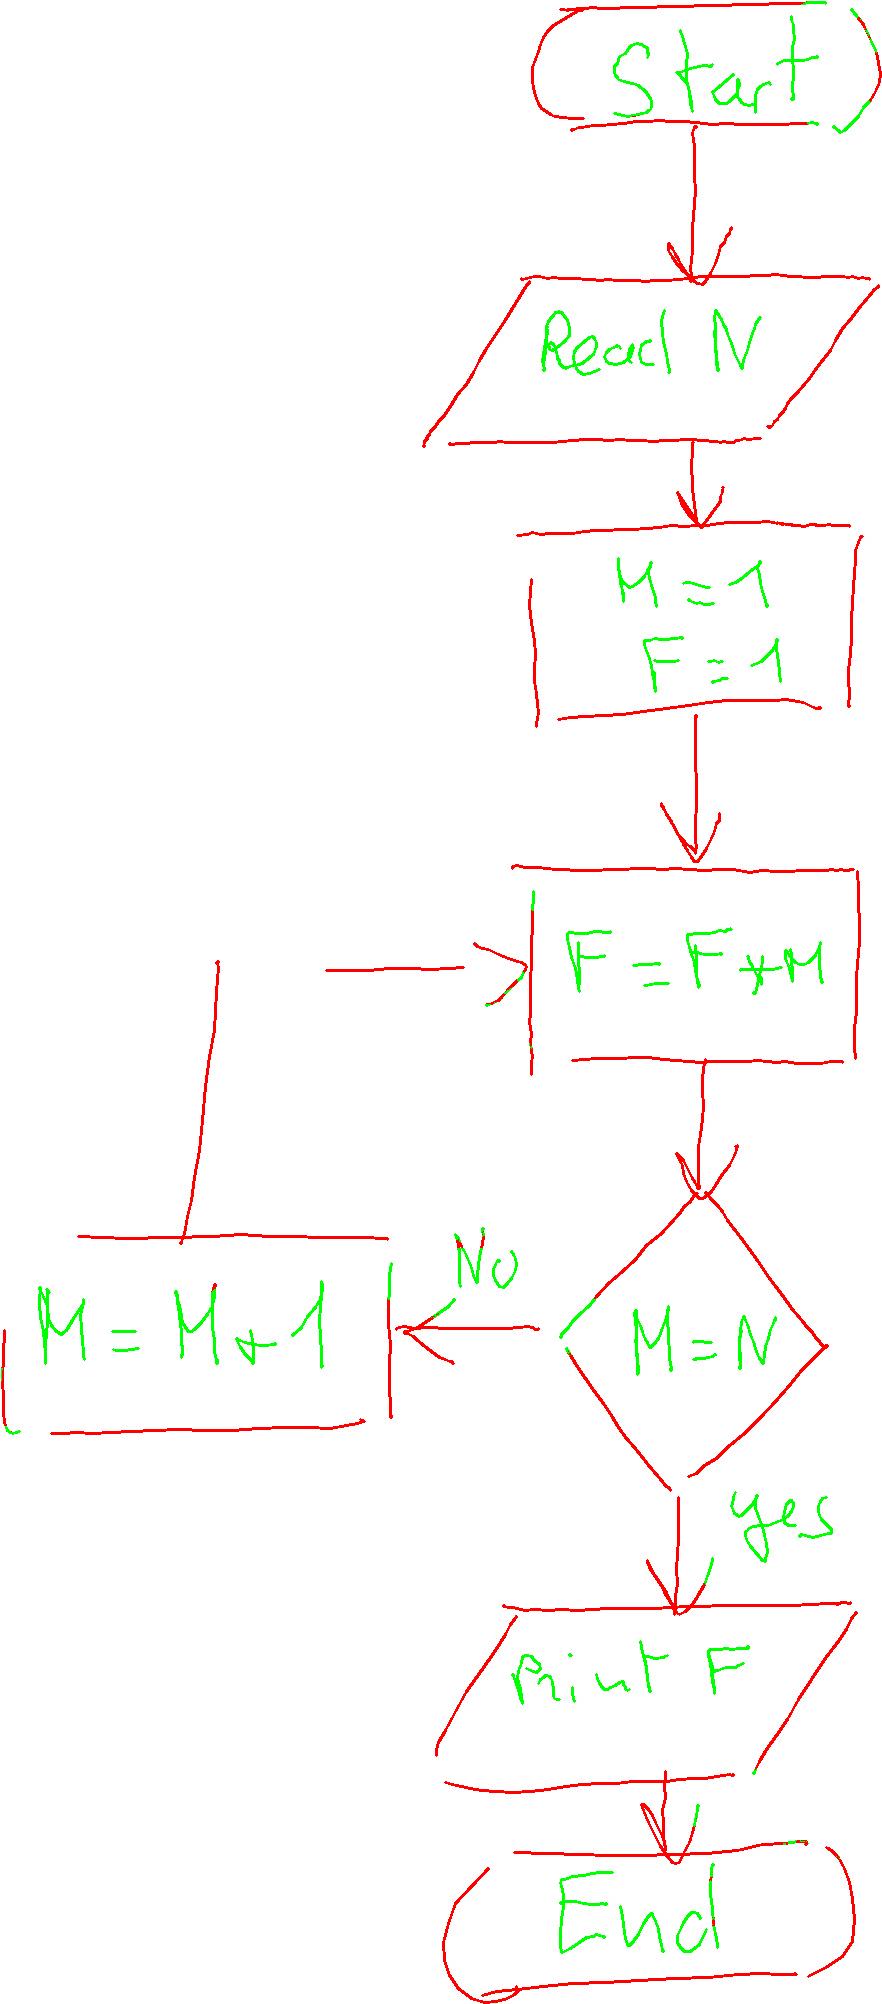 Start
Read N
M = 1
F = 1
F = F * M
No
M = M + 1
M = N
yes
Print F
End